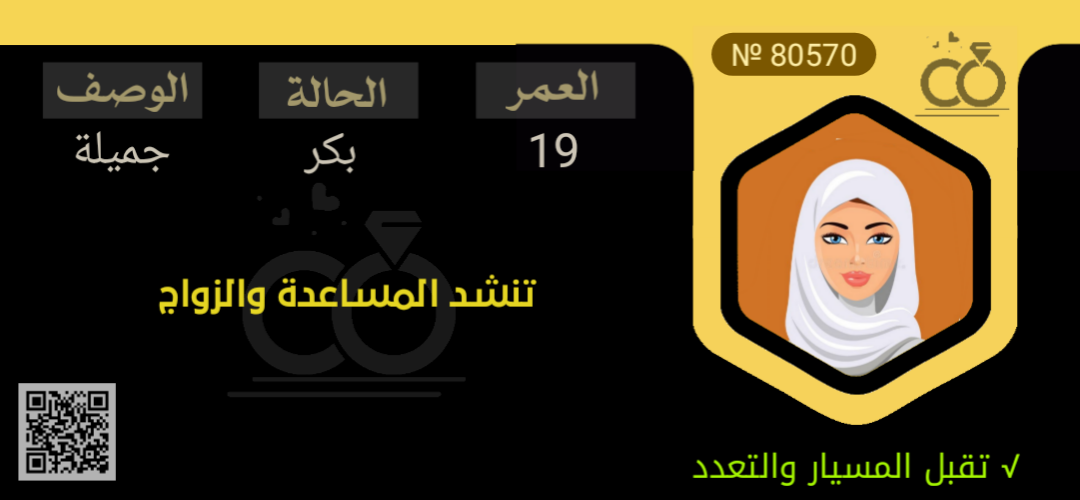 № 80570
العمر
19
الحالة
بكر
الوصف
جميلة
تنشد المساعدة والزواج
√ تقبل المسيار والتعدد